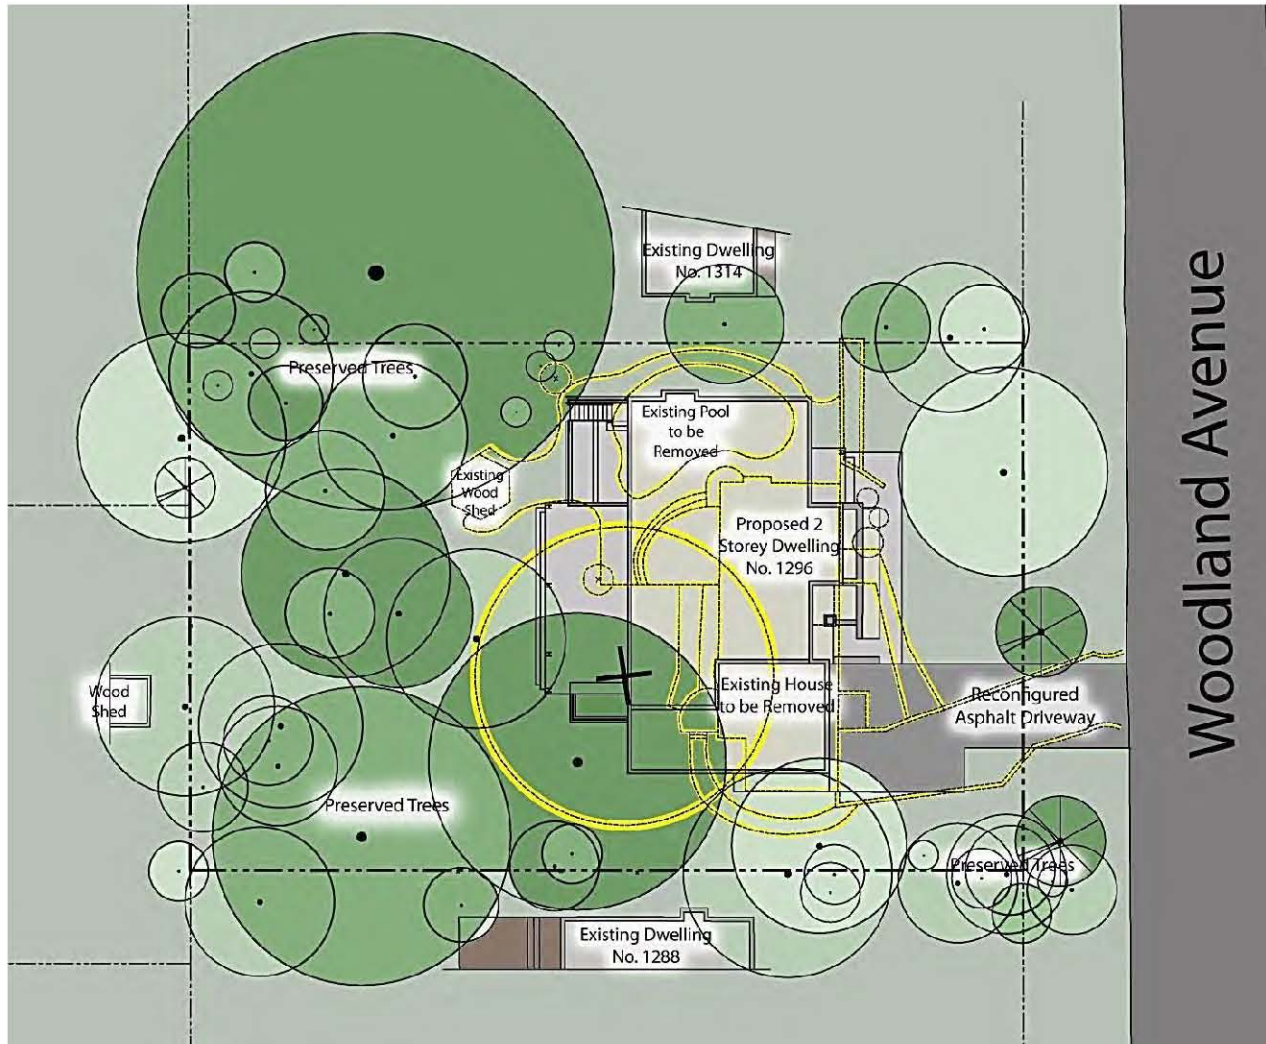 Existing Dwelling
No. 1314
Preserved Trees
Existing Pool
to be
Removed
Existing
Wood
Shed
Proposed 2
Storey Dwelling
No. 1296
Wood
Shed
Existing House
to be Removed
Reconfigured
Asphalt Driveway
Preserved Trees
Preserved Trees
Existing Dwelling
No. 1288
Woodland Avenue